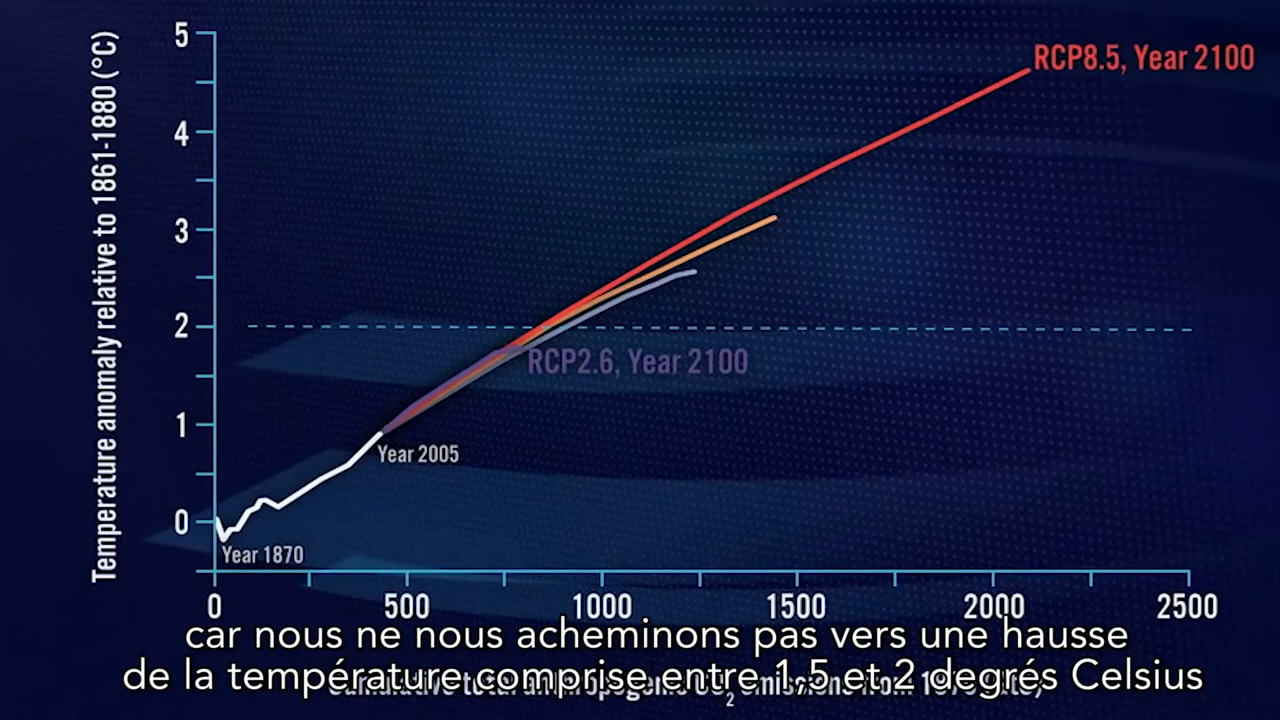 Temperature anomaly relative to 1861-1880 (°C)
5
4
3
2
1
0
RCP8.5, Year 2100
RCP2.6, Year 2100
Year 2005
Year 1870
0 500 1000 1500 2000 2500
car nous ne nous acheminons pas vers une hausse
de la température comprise entre 1,5 et 2 degrés Celsius